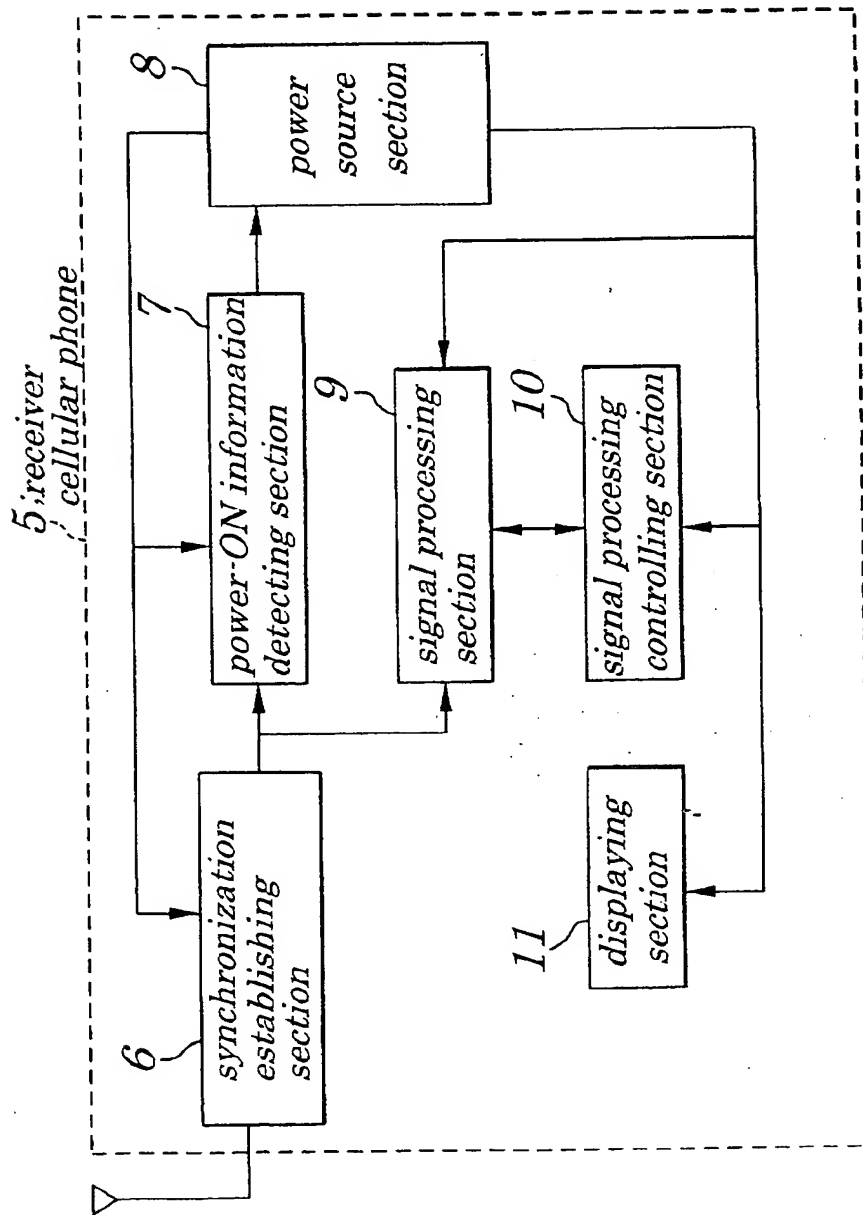 5; receiver
cellular phone
6
synchronization
establishing
section
7
power-ON information
detecting section
8
power
source
section
9
signal processing
section
10
signal processing
controlling section
11
displaying
section